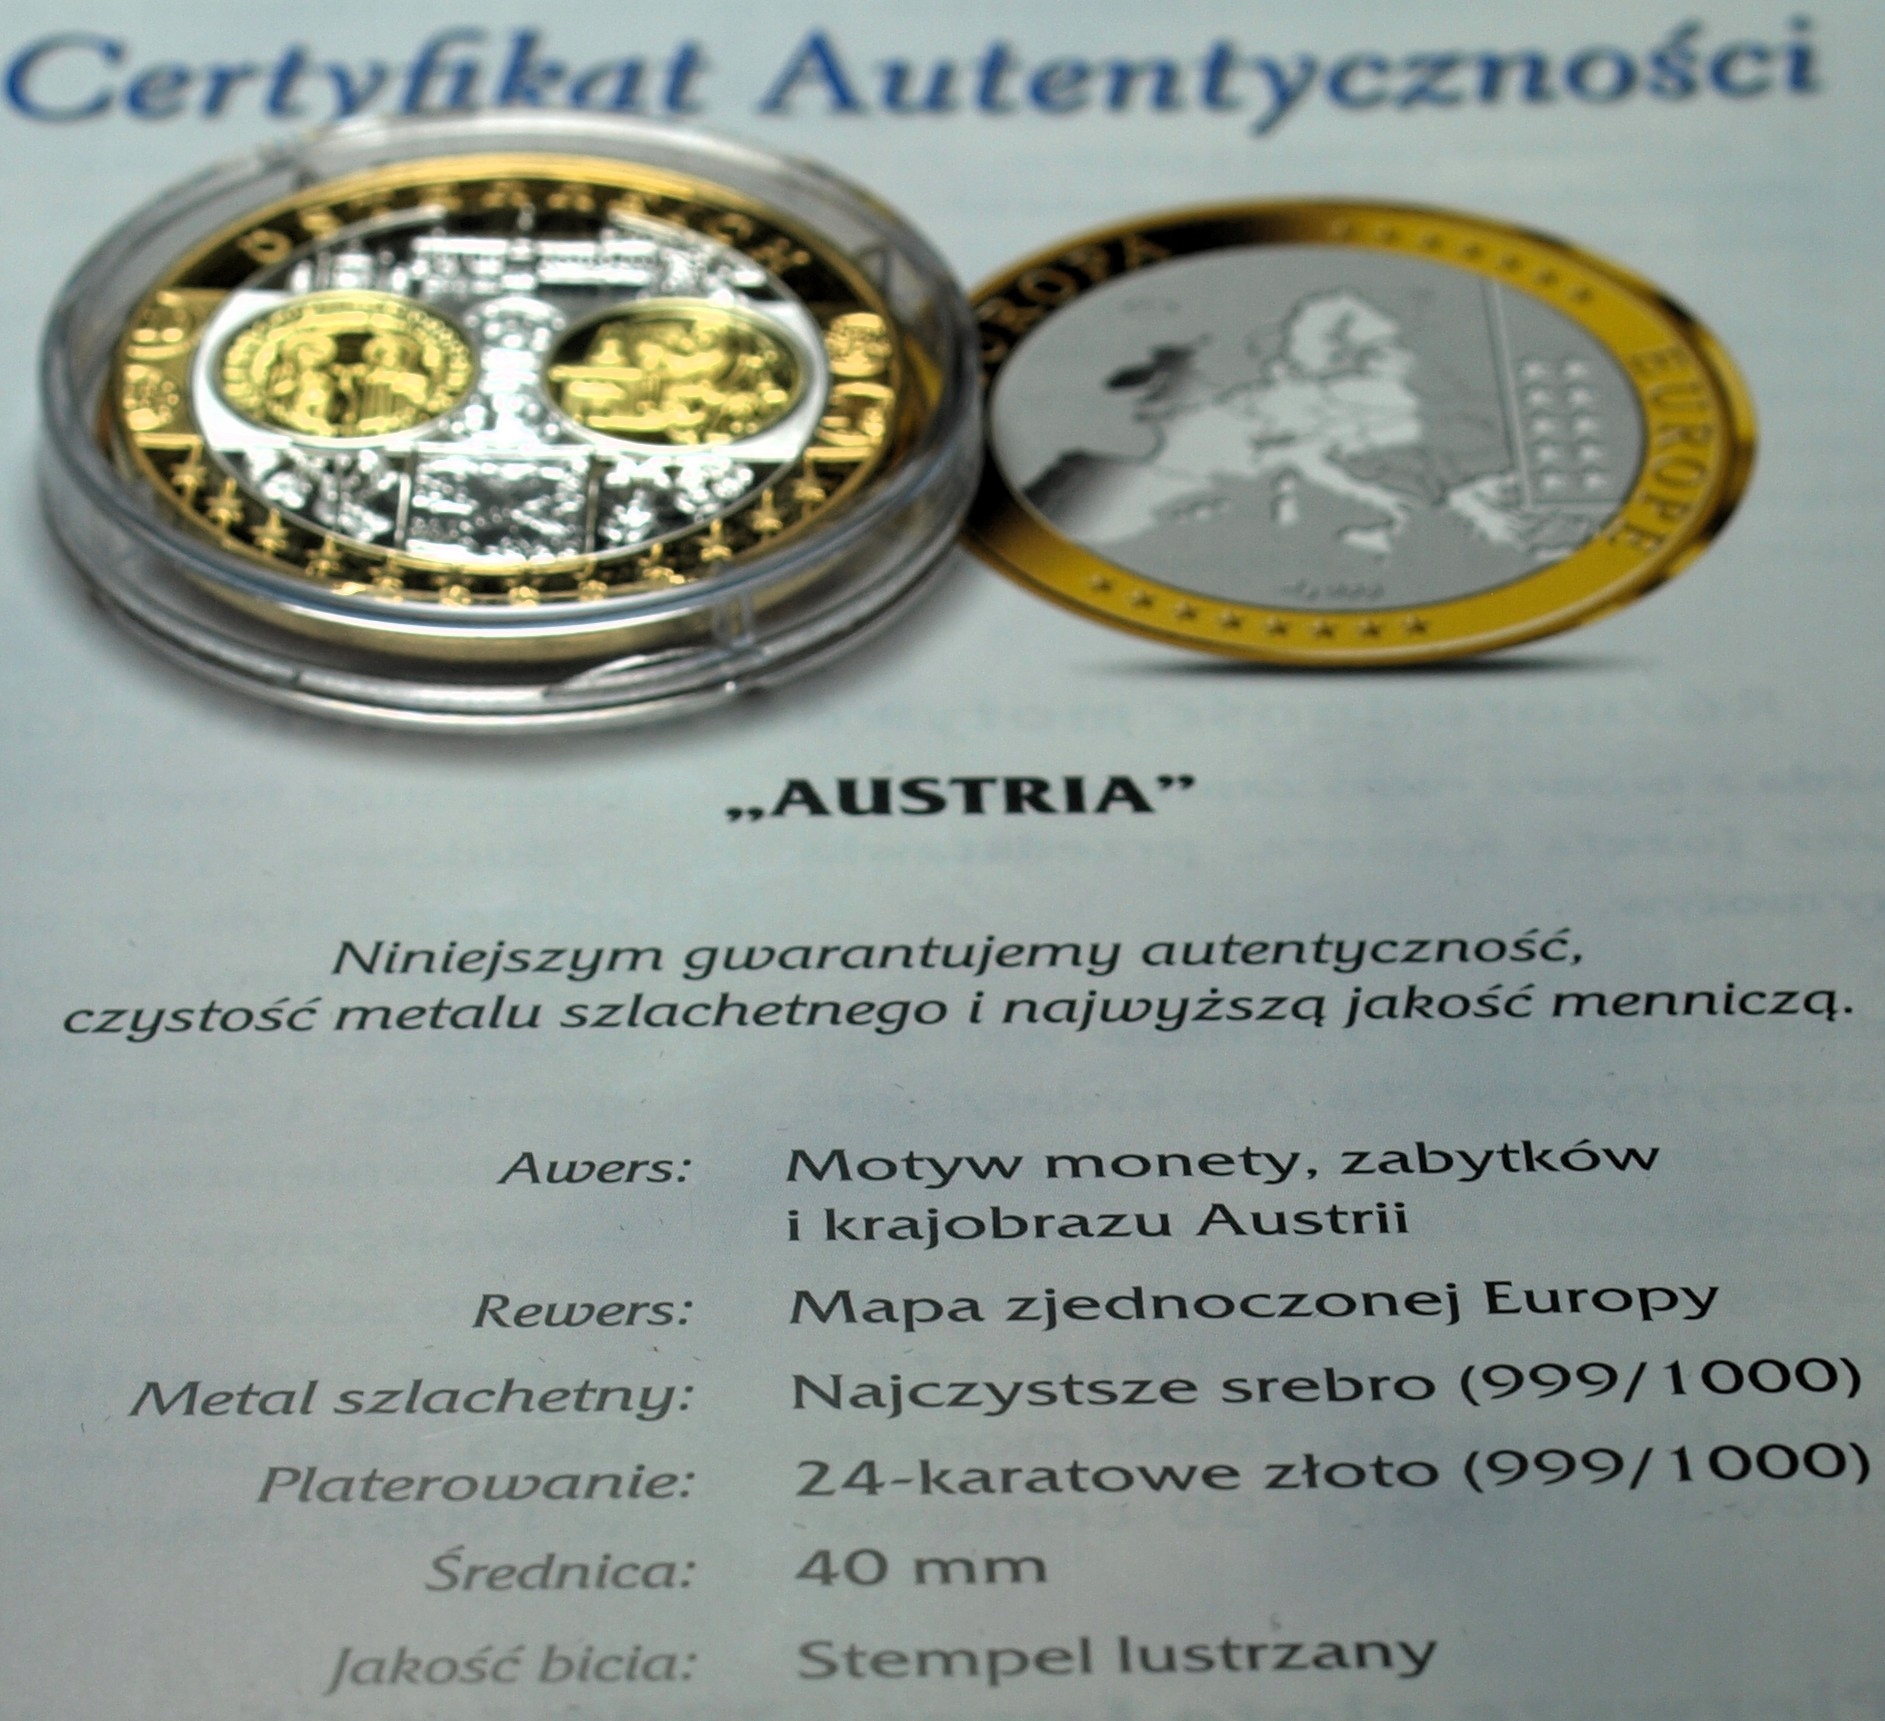 Certyfikat Autentyczności
ÖSTERREICH
EUROPA
EUROPE
„AUSTRIA”
Niniejszym gwarantujemy autentyczność,
czystość metalu szlachetnego i najwyższą jakość menniczą.
Awers: Motyw monety, zabytków
i krajobrazu Austrii
Rewers: Mapa zjednoczonej Europy
Metal szlachetny: Najczystsze srebro (999/1000)
Platerowanie: 24-karatowe złoto (999/1000)
Średnica: 40 mm
Jakość bicia: Stempel lustrzany